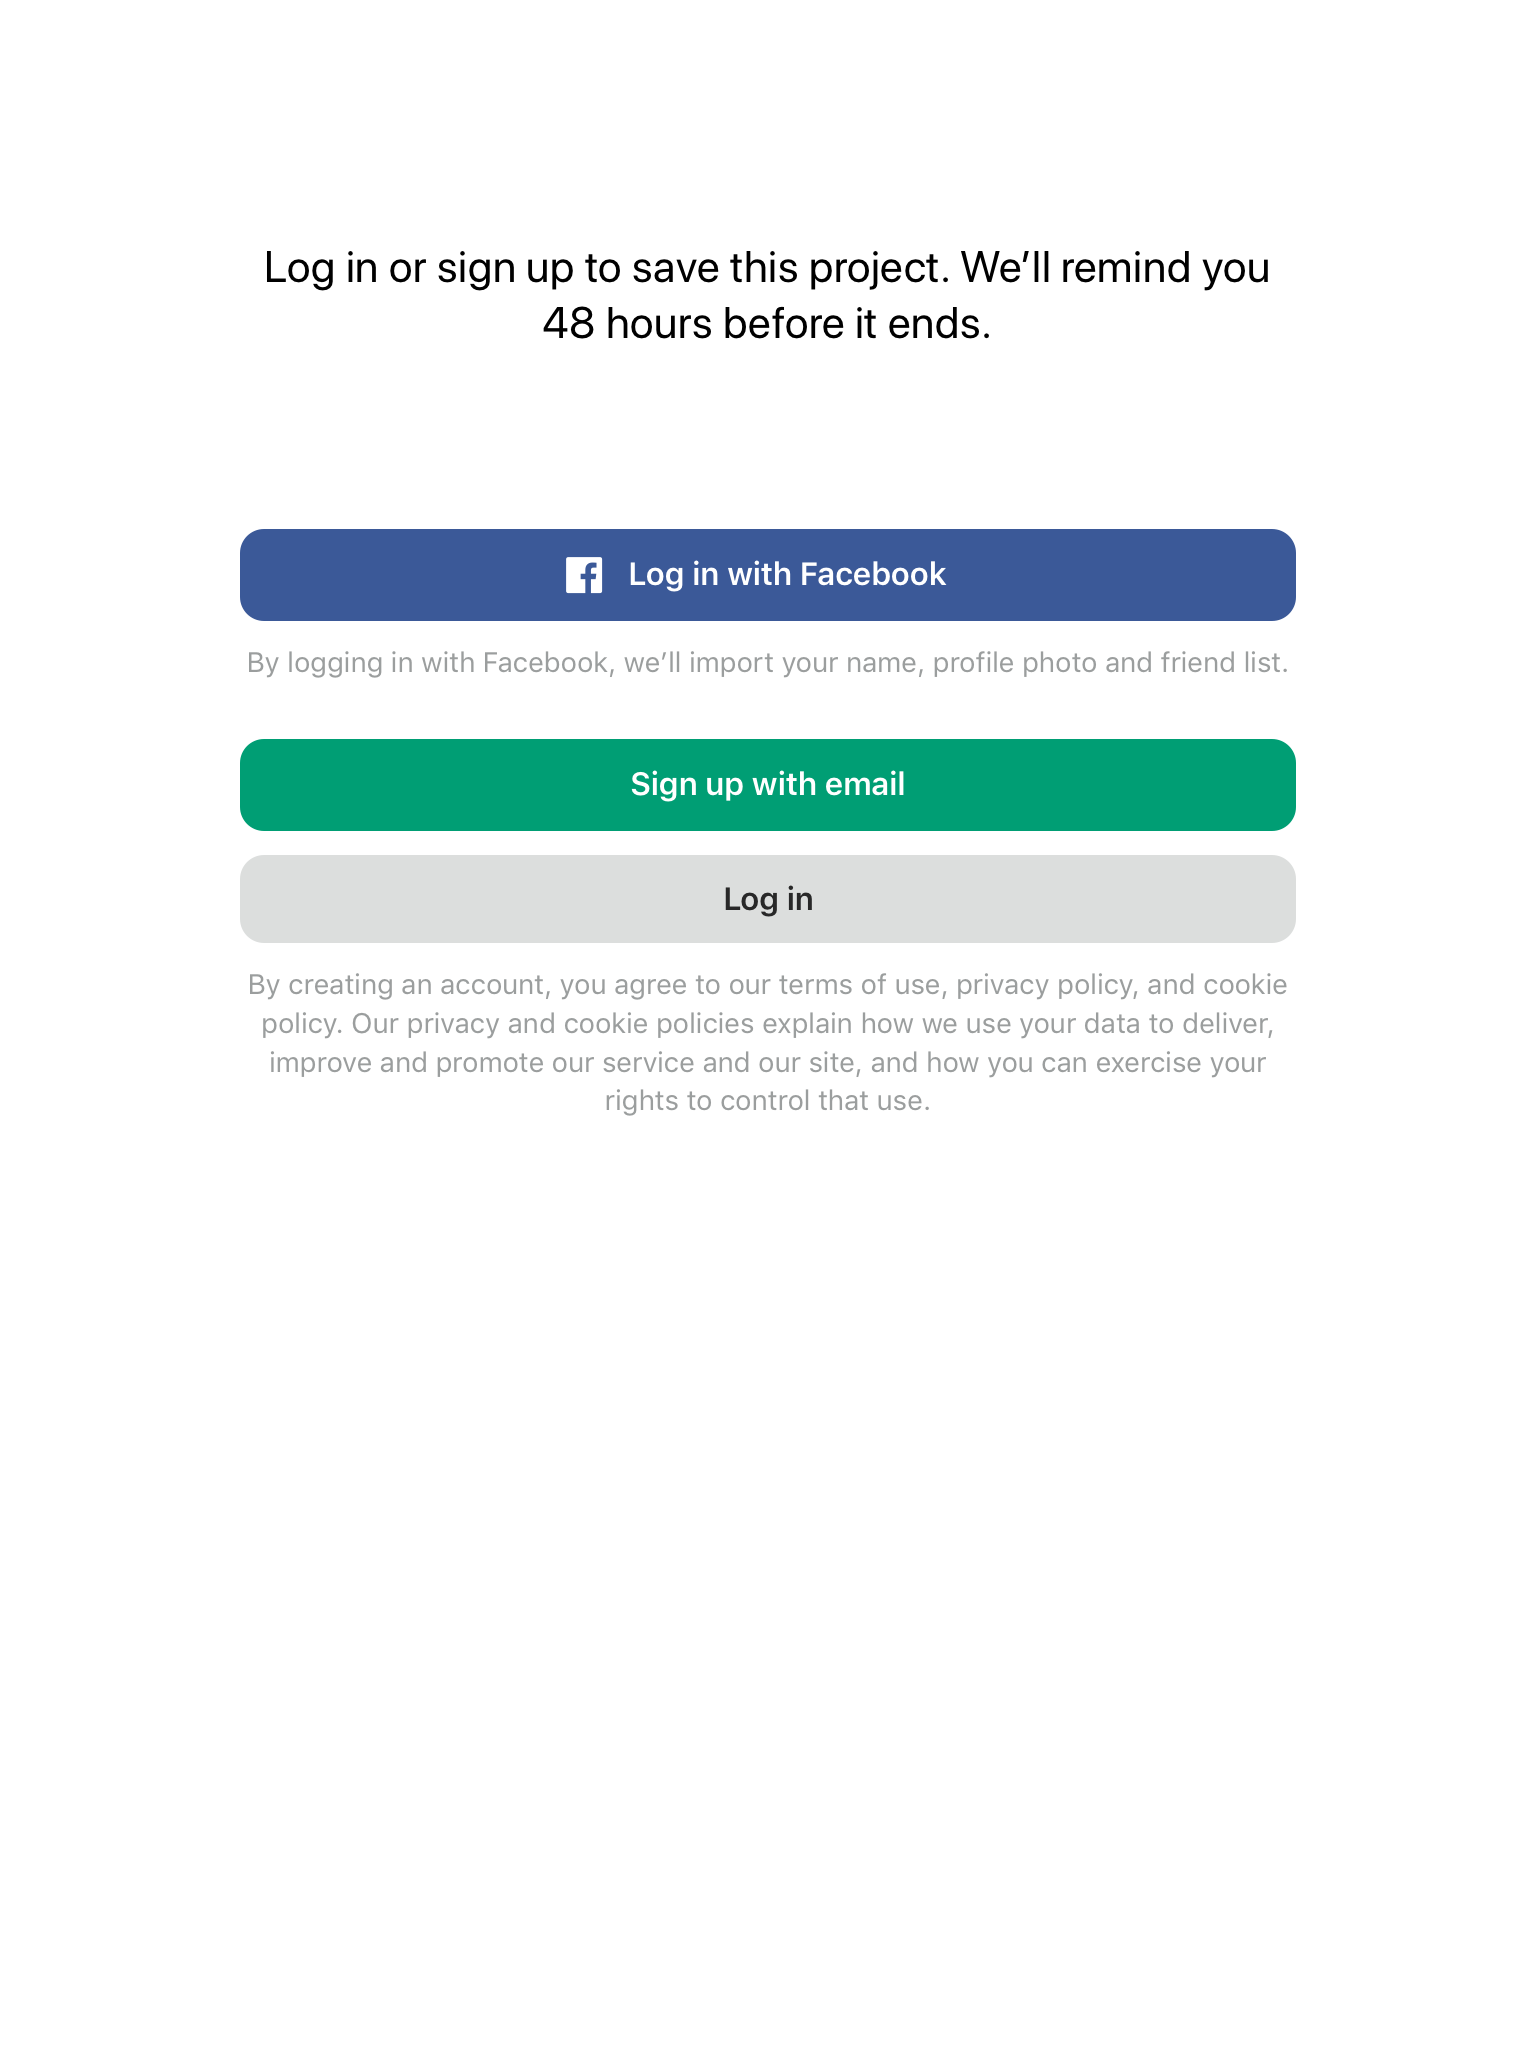 Log in or sign up to save this project. We’ll remind you
48 hours before it ends.
Log in with Facebook
By logging in with Facebook, we’ll import your name, profile photo and friend list.
Sign up with email
Log in
By creating an account, you agree to our terms of use, privacy policy, and cookie
policy. Our privacy and cookie policies explain how we use your data to deliver,
improve and promote our service and our site, and how you can exercise your
rights to control that use.